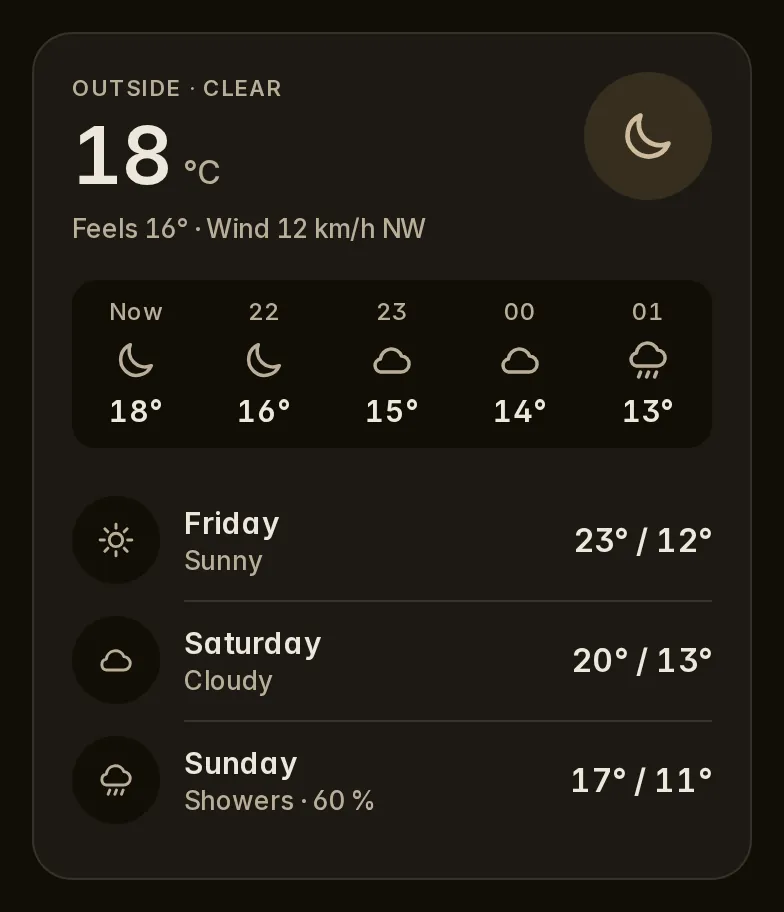 OUTSIDE · CLEAR
18 °C
Feels 16° · Wind 12 km/h NW
Now 22 23 00 01
18° 16° 15° 14° 13°
Friday
Sunny
23° / 12°
Saturday
Cloudy
20° / 13°
Sunday
Showers · 60 %
17° / 11°